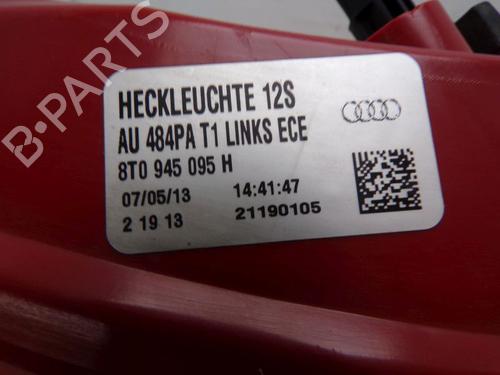 HECKLEUCHTE 12S
AU 484PA T1 LINKS ECE
8T0 945 095 H
07/05/13 14:41:47
2 19 13 21190105
B-PARTS